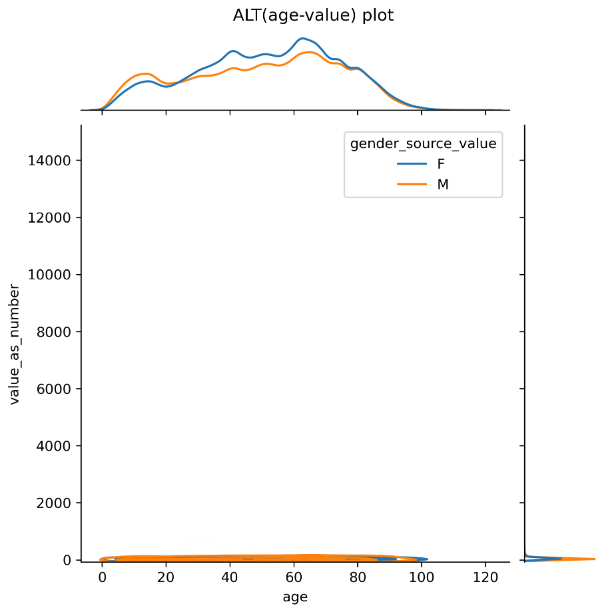 ALT(age-value) plot
gender_source_value
F
M
14000
12000
10000
8000
6000
4000
2000
0
value_as_number
0 20 40 60 80 100 120
age